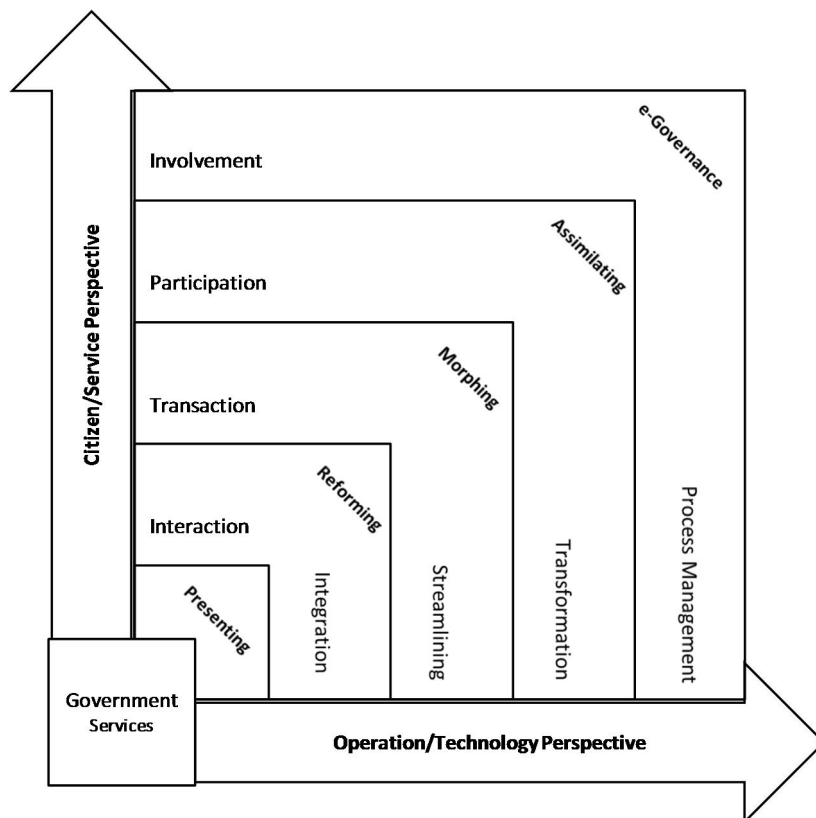 e-Governance
Involvement
Assimilating
Participation
Morphing
Transaction
Reforming
Interaction
Presenting
Integration
Streamlining
Transformation
Process Management
Citizen/Service Perspective
Government
Services
Operation/Technology Perspective